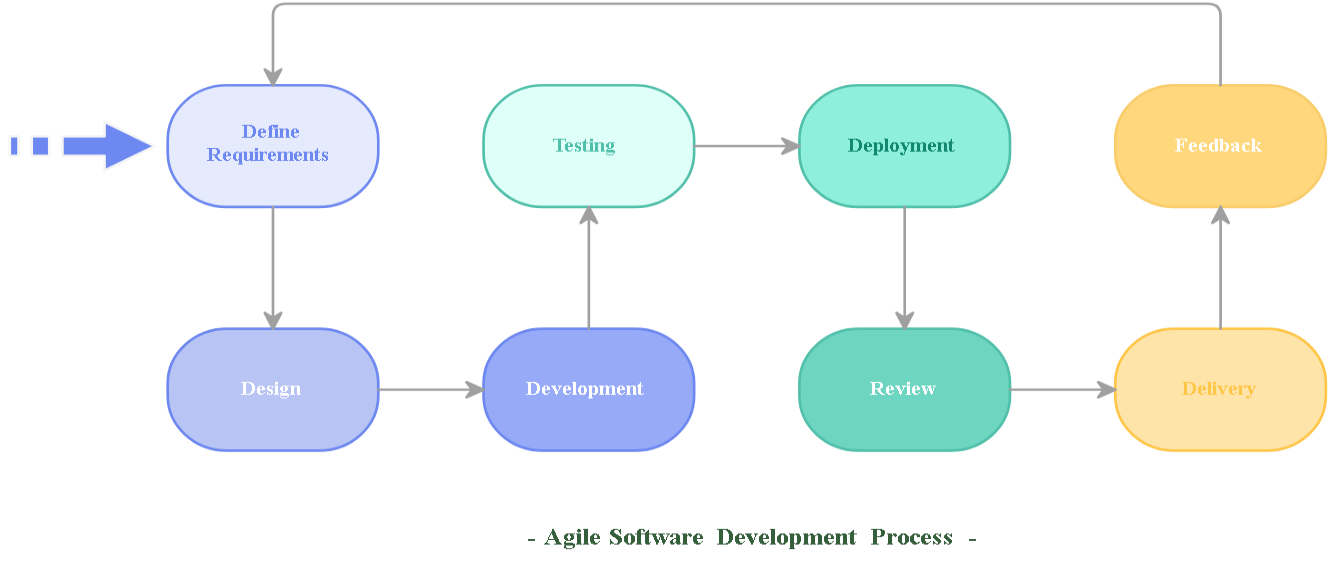 Define
Requirements
Testing
Deployment
Feedback
Design
Development
Review
Delivery
- Agile Software Development Process -